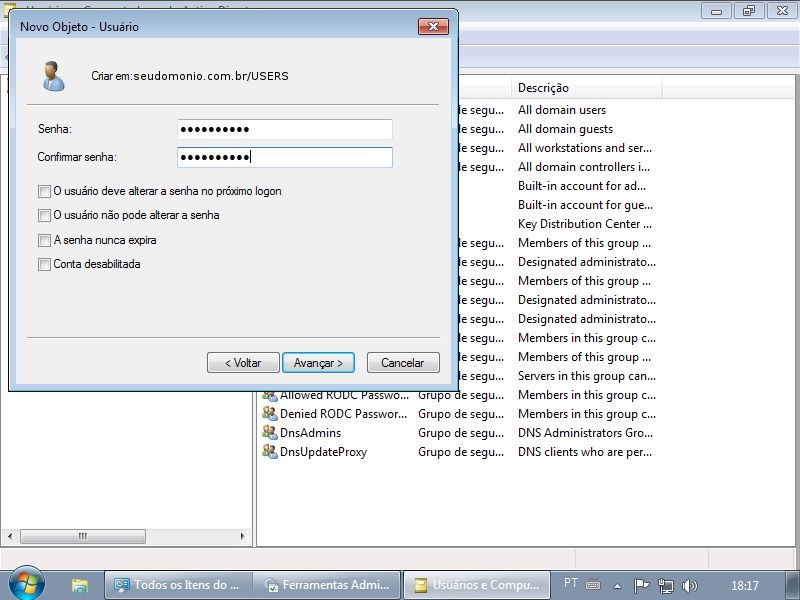 Novo Objeto - Usuário
Criar em:seudomonio.com.br/USERS
Senha:
Confirmar senha:
O usuário deve alterar a senha no próximo logon
O usuário não pode alterar a senha
A senha nunca expira
Conta desabilitada
< Voltar
Avançar >
Cancelar
Descrição
de segu... All domain users
de segu... All domain guests
de segu... All workstations and ser...
de segu... All domain controllers i...
Built-in account for ad...
Built-in account for gue...
Key Distribution Center ...
de segu... Members of this group ...
de segu... Designated administrato...
de segu... Members of this group ...
de segu... Designated administrato...
de segu... Designated administrato...
de segu... Members in this group c...
de segu... Members of this group ...
de segu... Servers in this group can...
Allowed RODC Passwo... Grupo de segu... Members in this group c...
Denied RODC Passwor... Grupo de segu... Members in this group c...
DnsAdmins Grupo de segu... DNS Administrators Gro...
DnsUpdateProxy Grupo de segu... DNS clients who are per...
Todos os Itens do ...
Ferramentas Admi...
Usuários e Compu...
PT
18:17